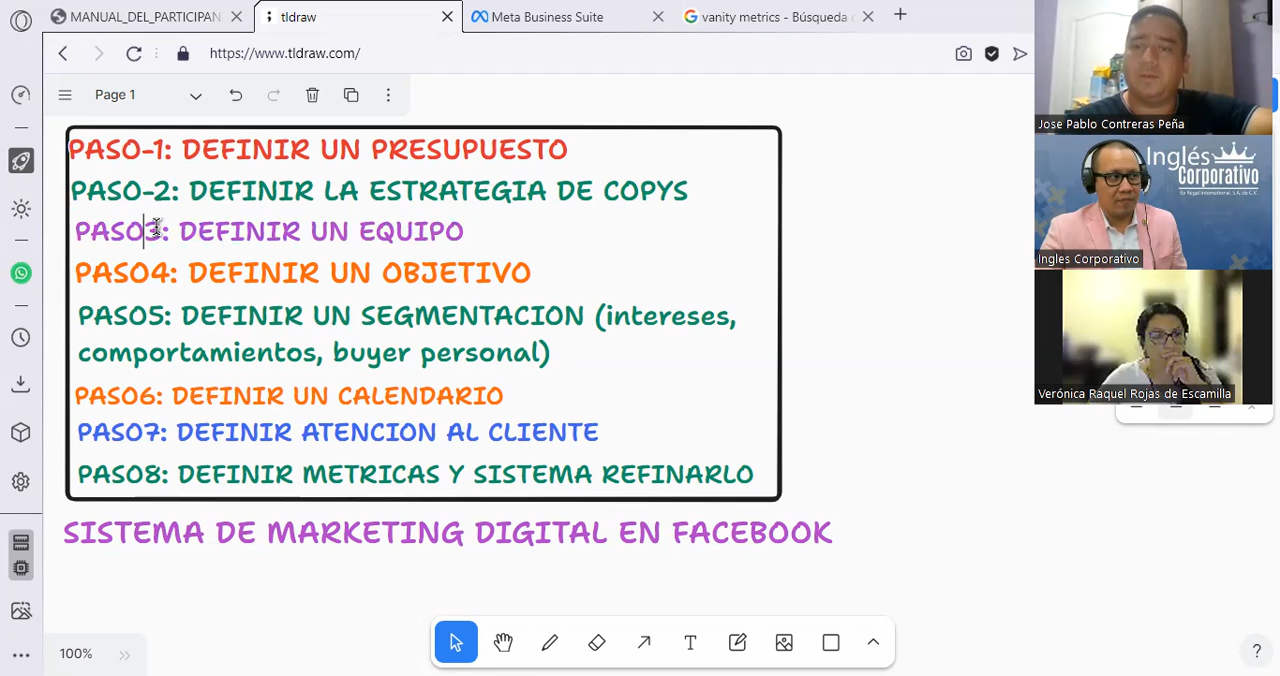 MANUAL_DEL_PARTICIPAN
tldraw
Meta Business Suite
vanity metrics - Búsqueda
https://www.tldraw.com/
Page 1
PASO-1: DEFINIR UN PRESUPUESTO
PASO-2: DEFINIR LA ESTRATEGIA DE COPYS
PASO3: DEFINIR UN EQUIPO
PASO4: DEFINIR UN OBJETIVO
PASO5: DEFINIR UN SEGMENTACION (intereses,
comportamientos, buyer personal)
PASO6: DEFINIR UN CALENDARIO
PASO7: DEFINIR ATENCION AL CLIENTE
PASO8: DEFINIR METRICAS Y SISTEMA REFINARLO
SISTEMA DE MARKETING DIGITAL EN FACEBOOK
100%
?
Jose Pablo Contreras Peña
Inglés
Corporativo
By Regal International, S.A. de C.V.
Ingles Corporativo
Verónica Raquel Rojas de Escamilla